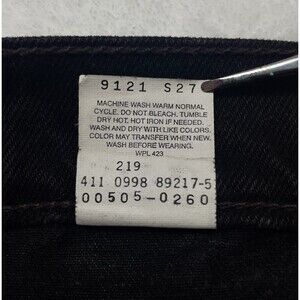 9121 S27
MACHINE WASH WARM NORMAL
CYCLE. DO NOT BLEACH. TUMBLE
DRY HOT. HOT IRON IF NEEDED.
WASH AND DRY WITH LIKE COLORS.
COLOR MAY TRANSFER WHEN NEW.
WASH BEFORE WEARING.
WPL 423
219
411 0998 89217-5
00505-0260